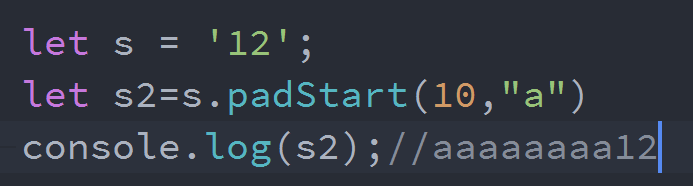 let s = '12';
let s2=s.padStart(10,"a")
console.log(s2);//aaaaaaaa12